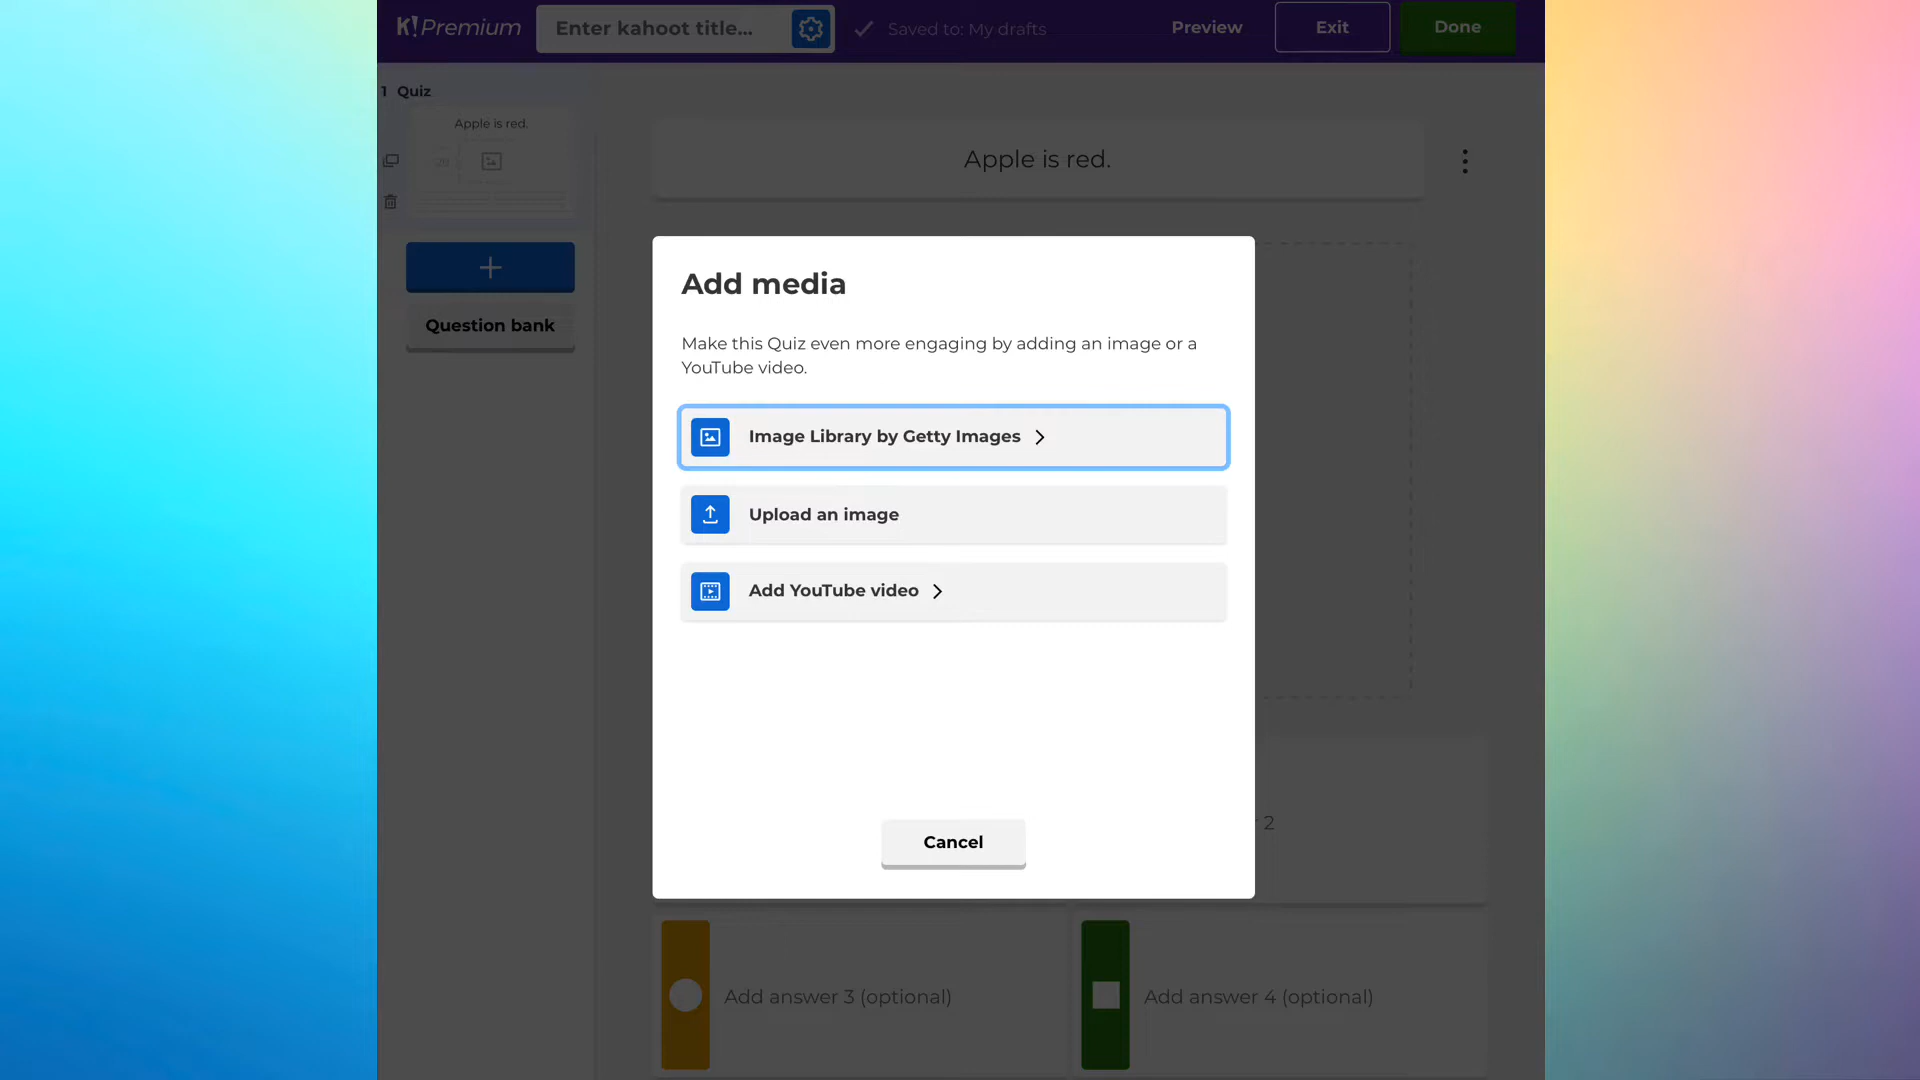 K! Premium
Enter kahoot title...
Saved to: My drafts
Preview
Exit
Done
1 Quiz
Apple is red.
20
Question bank
Apple is red.
Add media
Make this Quiz even more engaging by adding an image or a
YouTube video.
Image Library by Getty Images
Upload an image
Add YouTube video
Cancel
2
Add answer 3 (optional)
Add answer 4 (optional)